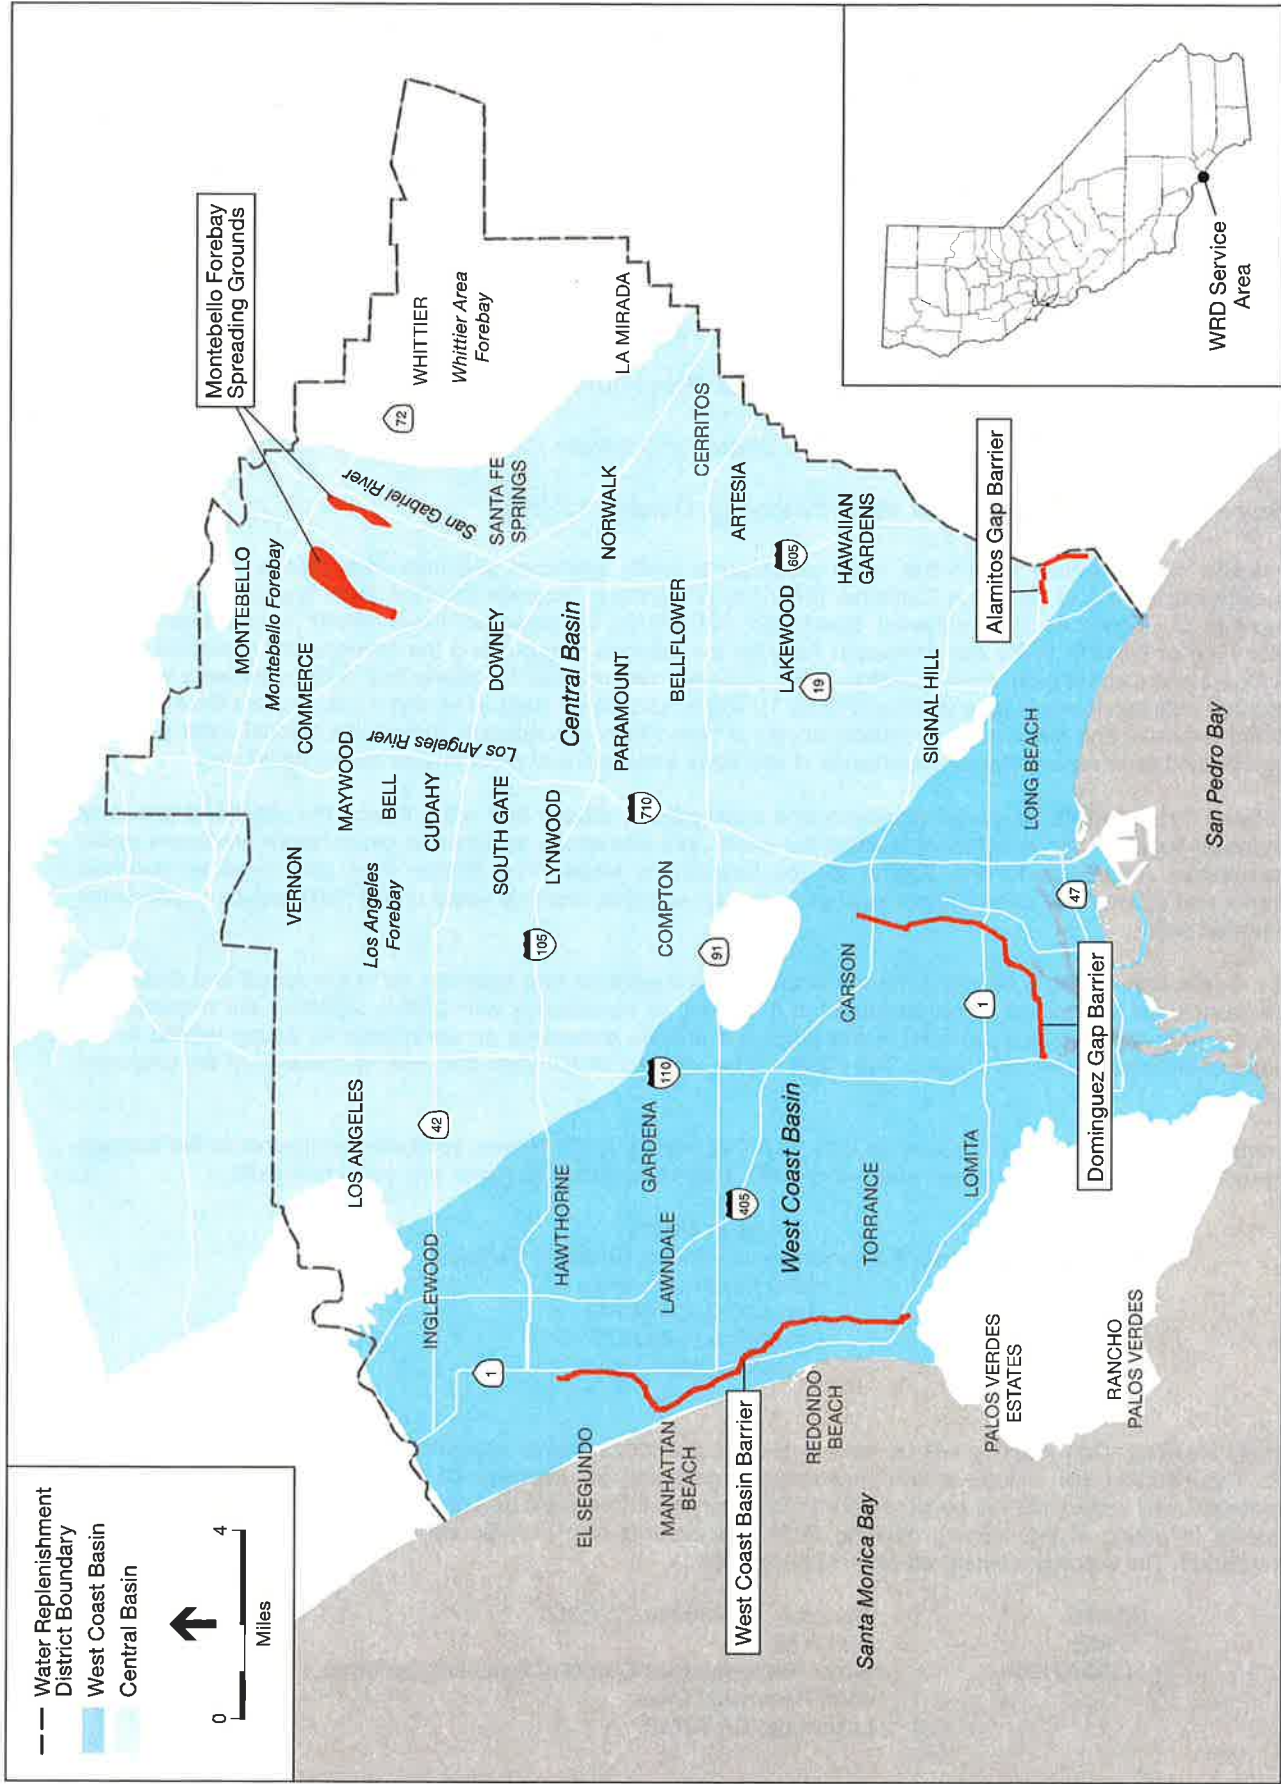 Water Replenishment
District Boundary
West Coast Basin
Central Basin
0
4
Miles
Montebello Forebay
Spreading Grounds
MONTEBELLO
Montebello Forebay
COMMERCE
VERNON
MAYWOOD
BELL
CUDAHY
Los Angeles
Forebay
Los Angeles River
San Gabriel River
72
WHITTIER
Whittier Area
Forebay
LOS ANGELES
42
INGLEWOOD
1
SOUTH GATE
DOWNEY
SANTA FE
SPRINGS
LYNWOOD
105
HAWTHORNE
EL SEGUNDO
Central Basin
PARAMOUNT
NORWALK
LA MIRADA
710
COMPTON
110
GARDENA
LAWNDALE
MANHATTAN
BEACH
BELLFLOWER
CERRITOS
91
405
West Coast Basin Barrier
ARTESIA
605
LAKEWOOD
19
West Coast Basin
REDONDO
BEACH
HAWAIIAN
GARDENS
CARSON
TORRANCE
Santa Monica Bay
SIGNAL HILL
1
LOMITA
PALOS VERDES
ESTATES
Alamitos Gap Barrier
LONG BEACH
47
Dominguez Gap Barrier
RANCHO
PALOS VERDES
San Pedro Bay
WRD Service
Area